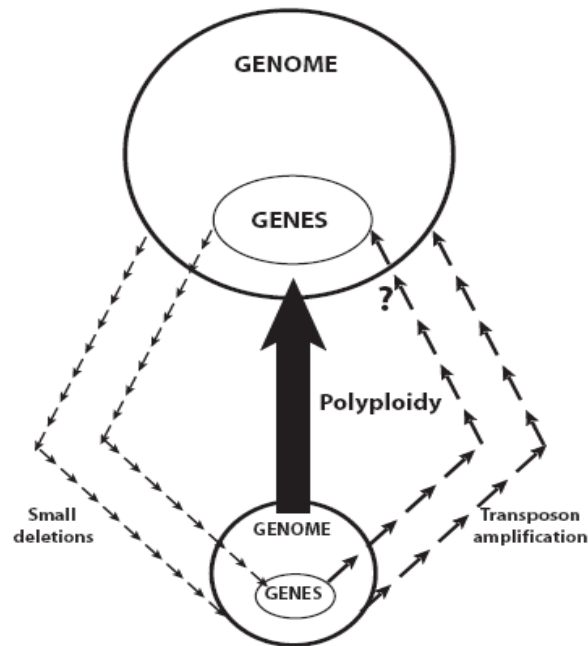 GENOME
GENES
?
Polyploidy
Small
deletions
GENOME
Transposon
amplification
GENES